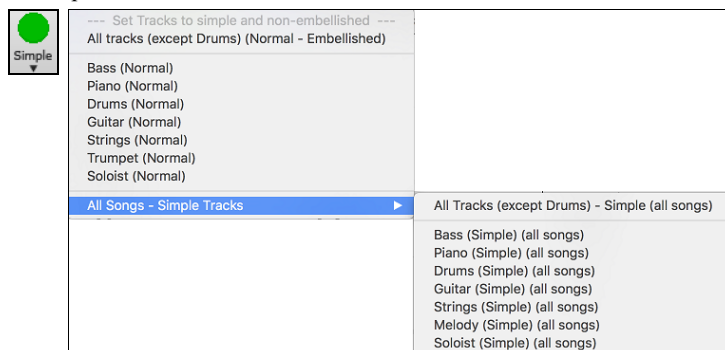 Simple
--- Set Tracks to simple and non-embellished ---
All tracks (except Drums) (Normal - Embellished)
Bass (Normal)
Piano (Normal)
Drums (Normal)
Guitar (Normal)
Strings (Normal)
Trumpet (Normal)
Soloist (Normal)
All Songs - Simple Tracks
All Tracks (except Drums) - Simple (all songs)
Bass (Simple) (all songs)
Piano (Simple) (all songs)
Drums (Simple) (all songs)
Guitar (Simple) (all songs)
Strings (Simple) (all songs)
Melody (Simple) (all songs)
Soloist (Simple) (all songs)